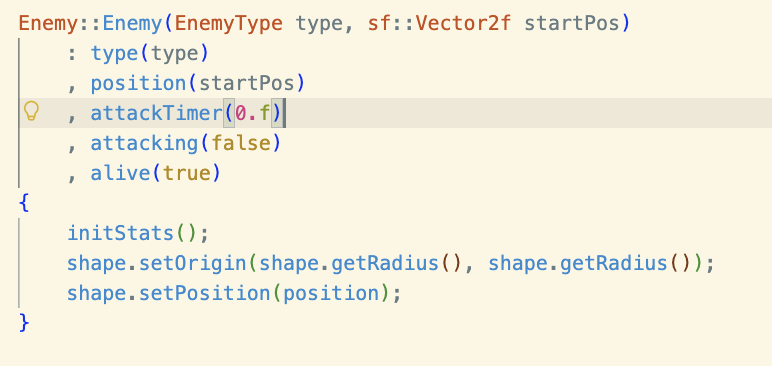 Enemy::Enemy(EnemyType type, sf::Vector2f startPos)
    : type(type)
    , position(startPos)
    , attackTimer(0.f)
    , attacking(false)
    , alive(true)
{
    initStats();
    shape.setOrigin(shape.getRadius(), shape.getRadius());
    shape.setPosition(position);
}